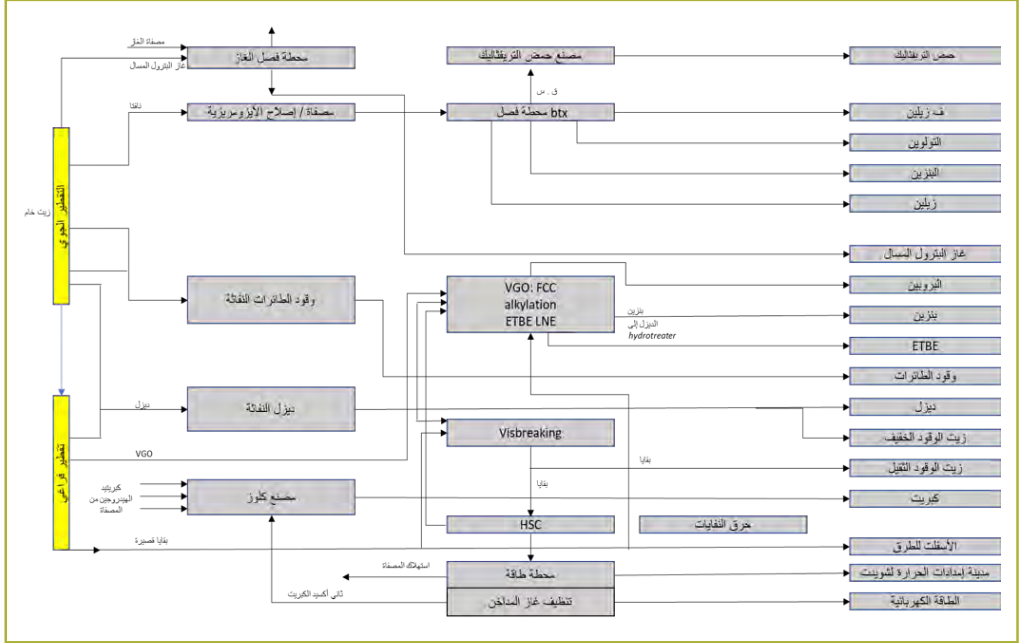 مصفاة الغاز
غاز البترول المسال
محطة فصل الغاز
مصنع حمض التريفثاليك
حمض التريفثاليك
نافثا
مصفاة / إصلاح الأيزومريزية
ق . س
btx محطة فصل
ف- زيلين
التولوين
البنزين
زيلين
زيت خام
التقطير الجوي
غاز البترول المسال
وقود الطائرات النفاثة
VGO: FCC
alkylation
ETBE LNE
البروبين
بنزين
الديزل إلى
hydrotreater
بنزين
ETBE
وقود الطائرات
ديزل
ديزل النفاثة
ديزل
زيت الوقود الخفيف
تقطير فراغي
VGO
Visbreaking
بقايا
زيت الوقود الثقيل
كبريتيد
الهيدروجين من
المصفاة
مصنع كلوز
بقايا
كبريت
HSC
حرق النفايات
بقايا قصيرة
الأسفلت للطرق
استهلاك المصفاة
محطة طاقة
مدينة إمدادات الحرارة لشويدت
ثاني أكسيد الكبريت
تنظيف غاز المداخن
الطاقة الكهربائية